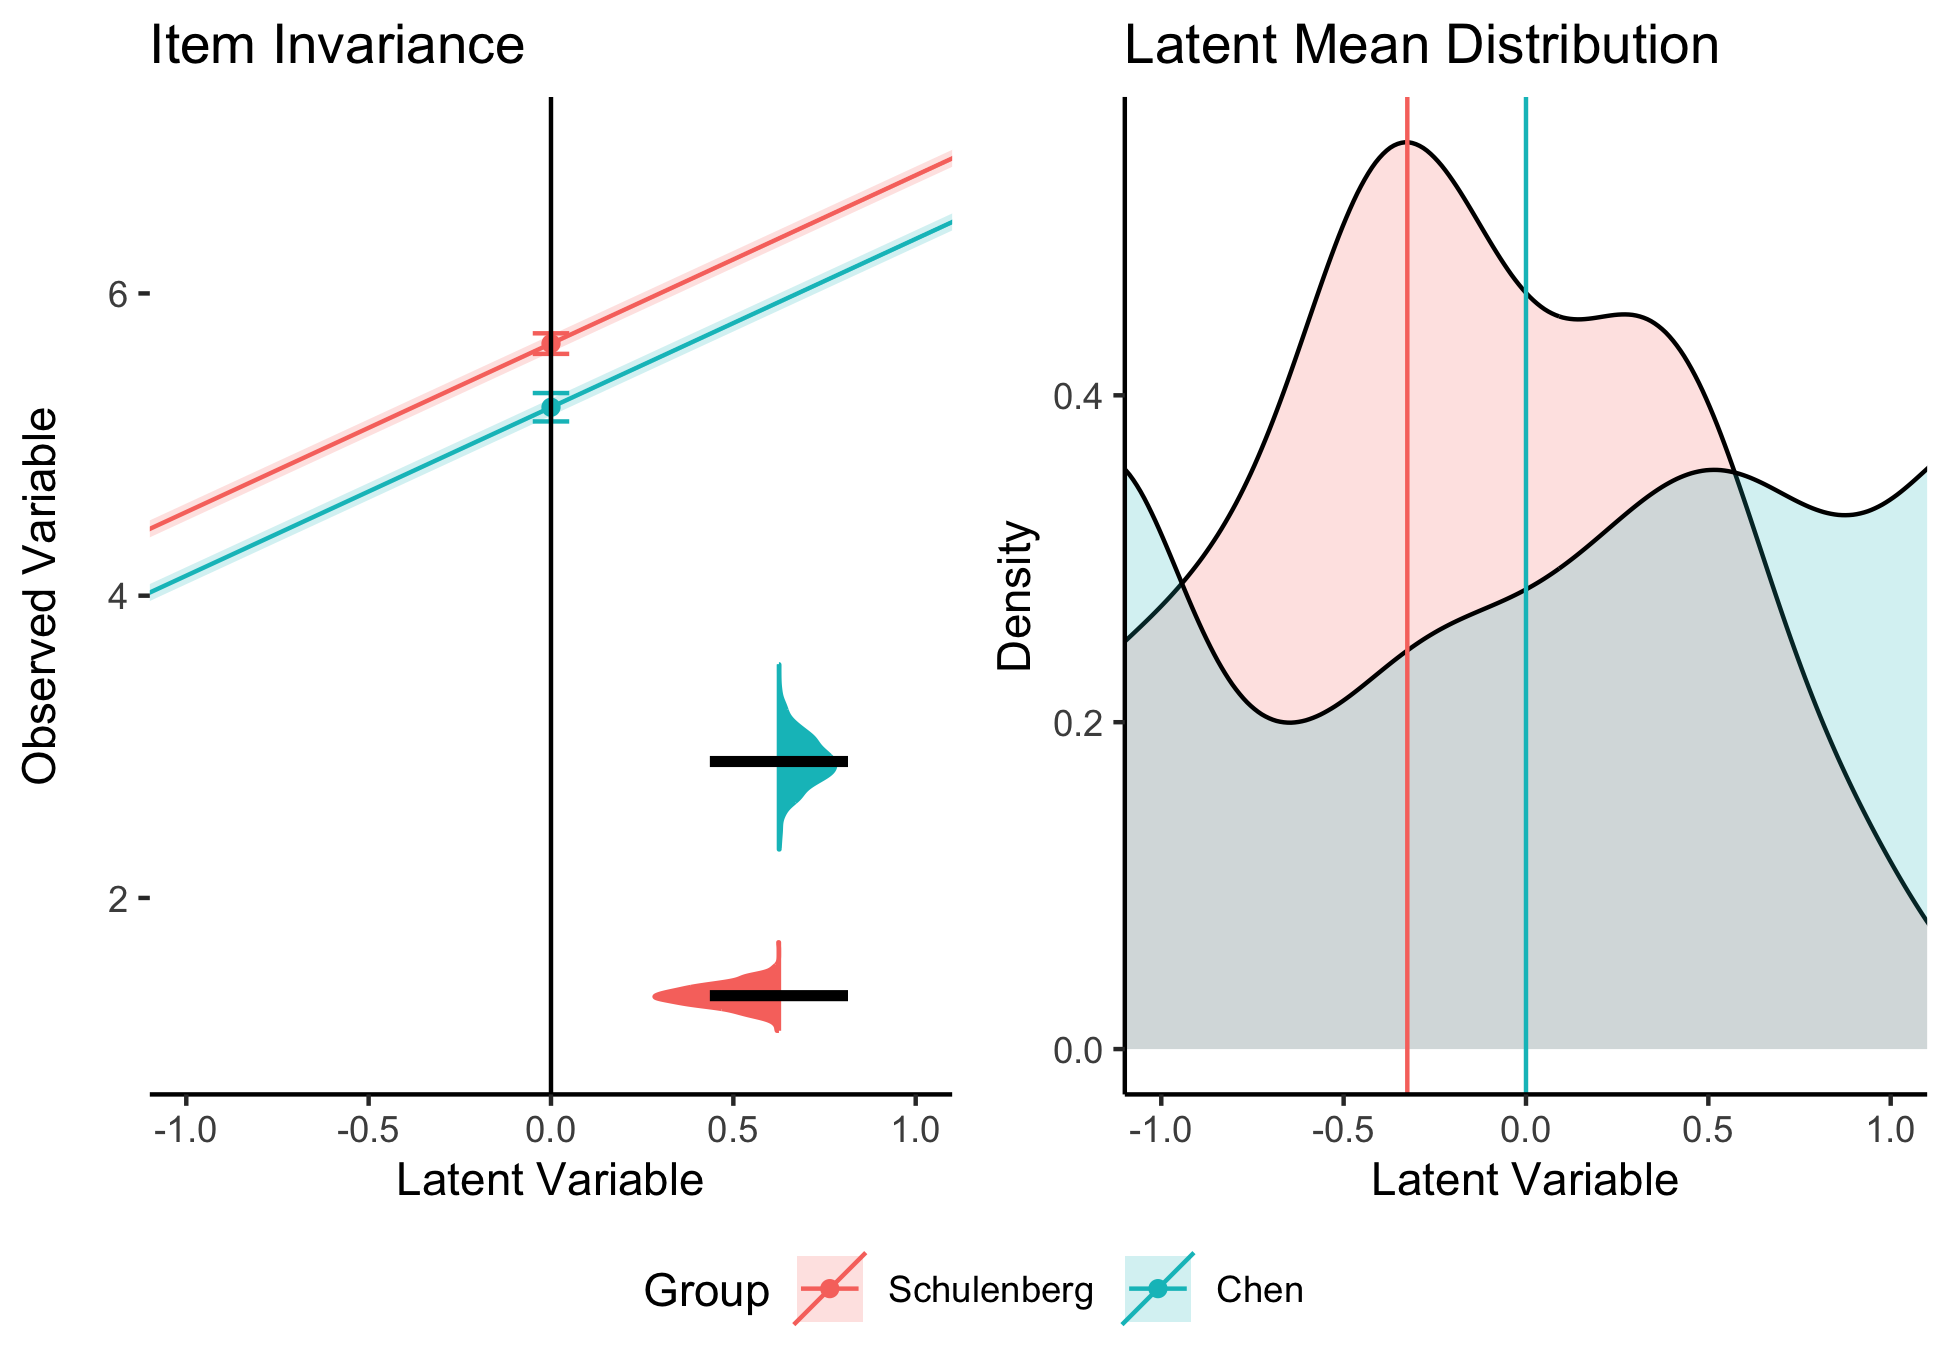 Item Invariance
Observed Variable
6
4
2
-1.0 -0.5 0.0 0.5 1.0
Latent Variable
Latent Mean Distribution
Density
0.4
0.2
0.0
-1.0 -0.5 0.0 0.5 1.0
Latent Variable
Group Schulenberg Chen